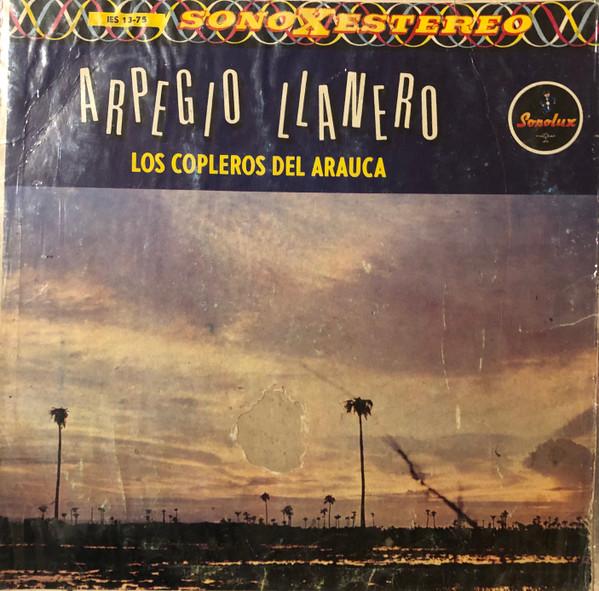 IES 13-75
SONOXESTEREO
ARPEGIO LLANERO
Sonolux
LOS COPLEROS DEL ARAUCA